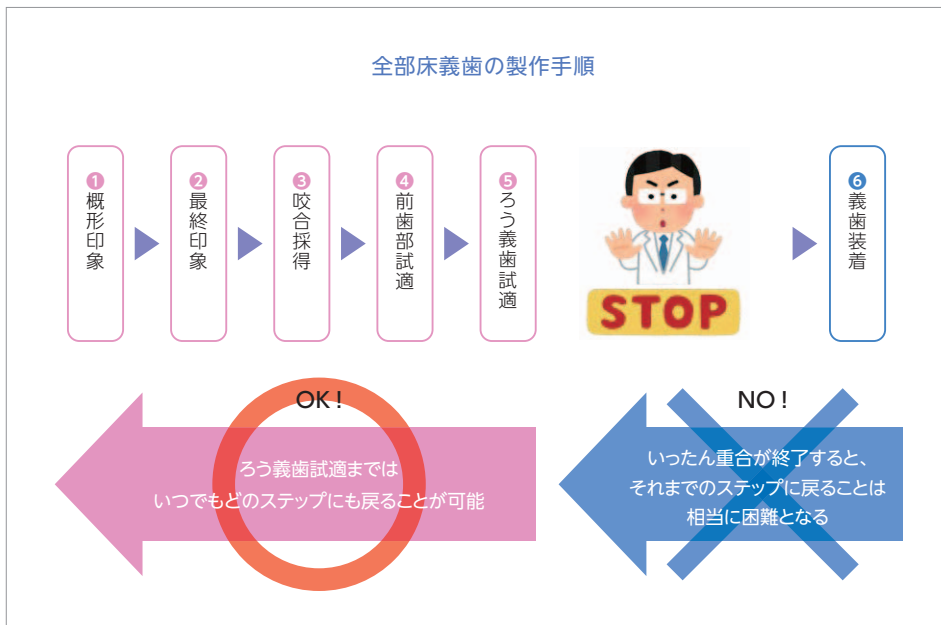 全部床義歯の製作手順
❶概形印象
❷最終印象
❸咬合採得
❹前歯部試適
❺ろう義歯試適
STOP
❻義歯装着
OK!
ろう義歯試適までは
いつでもどのステップにも戻ることが可能
NO!
いったん重合が終了すると、
それまでのステップに戻ることは
相当に困難となる